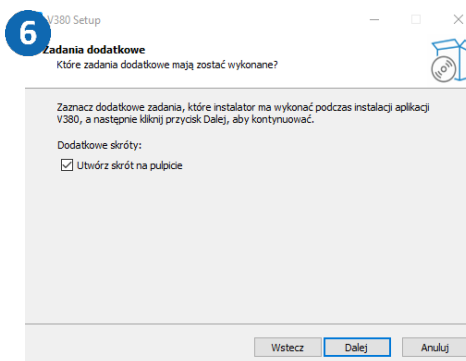 6
V380 Setup
Zadania dodatkowe
Które zadania dodatkowe mają zostać wykonane?
Zaznacz dodatkowe zadania, które instalator ma wykonać podczas instalacji aplikacji
V380, a następnie kliknij przycisk Dalej, aby kontynuować.
Dodatkowe skróty:
Utwórz skrót na pulpicie
Wstecz Dalej Anuluj